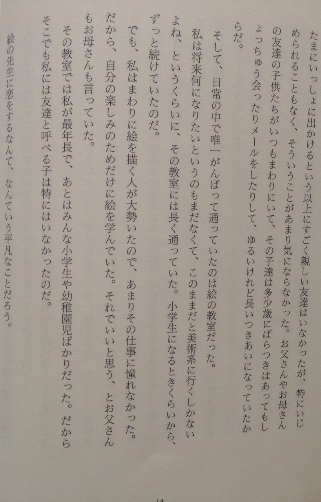 たまにいっしょに出かけるという以上にすごく親しい友達はいなかったが、特にいじ
められることもなく、そういうことがあまり気にならなかった。お父さんやお母さん
の友達の子供たちがいつもまわりにいて、その子達は多少歳にばらつきはあってもし
ょっちゅう会ったりメールをしたりして、ゆるいけれど長いつきあいになっていたか
らだ。
そして、日常の中で唯一がんばって通っていたのは絵の教室だった。
私は将来何になりたいというのもまだなくて、このままだと美術系に行くしかない
よね、というくらいに、その教室には長く通っていた。小学生になるときくらいから、
ずっと続けていたのだ。
でも、私はまわりに絵を描く人が大勢いたので、あまりその仕事に憧れなかった。
だから、自分の楽しみのためだけに絵を学んでいた。それでいいと思う、とお父さん
もお母さんも言っていた。
その教室では私が最年長で、あとはみんな小学生や幼稚園児ばかりだった。だから
そこでも私には友達と呼べる子は特にはいなかったのだ。
絵の先生に恋をするなんて、なんていう平凡なことだろう。